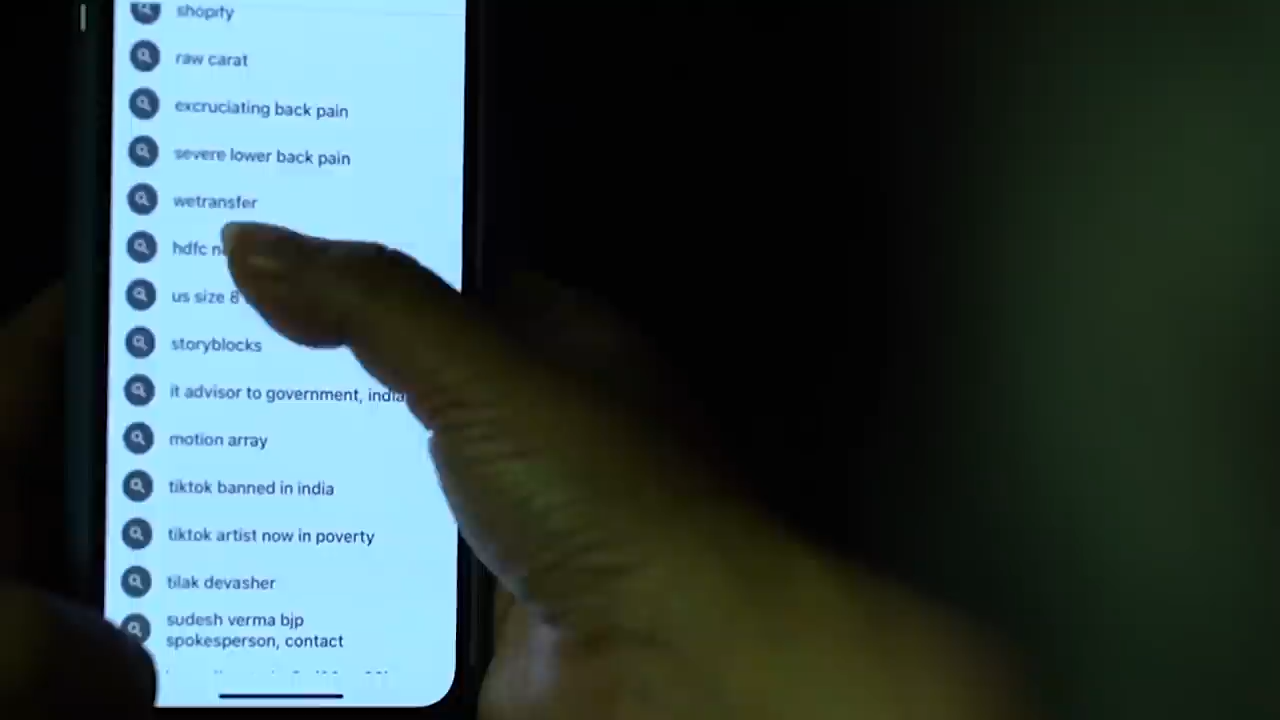 shopify
raw carat
excruciating back pain
severe lower back pain
wetransfer
hdfc
us size 8
storyblocks
it advisor to government, india
motion array
tiktok banned in india
tiktok artist now in poverty
tilak devasher
sudesh verma bjp
spokesperson, contact